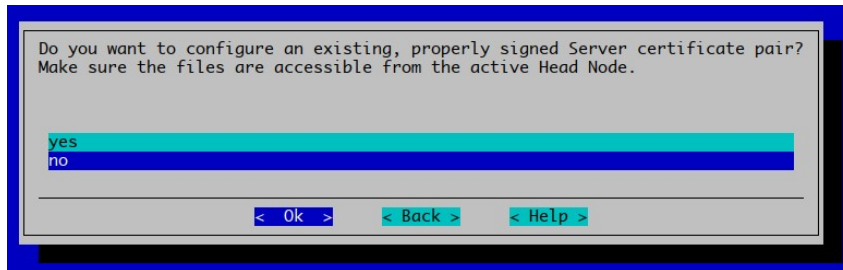 Do you want to configure an existing, properly signed Server certificate pair?
Make sure the files are accessible from the active Head Node.
yes
no
< Ok > < Back > < Help >